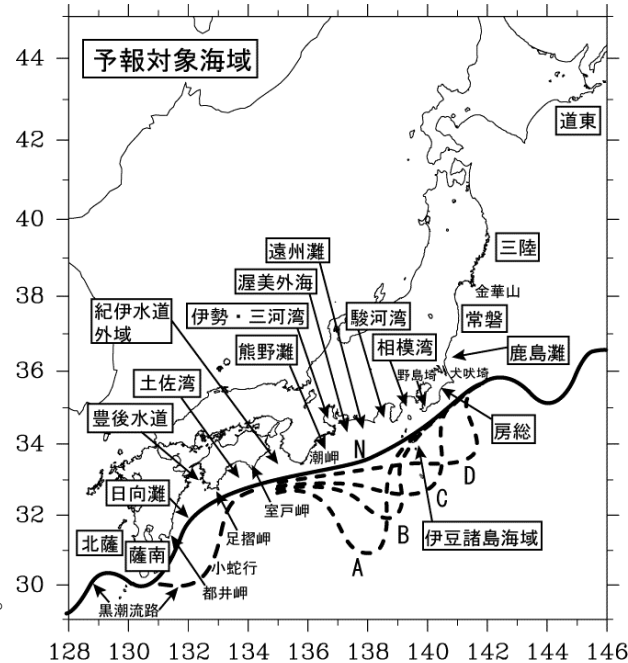 44
42
40
38
36
34
32
30
予報対象海域
道東
三陸
金華山
常磐
遠州灘
渥美外海
伊勢・三河湾
駿河湾
紀伊水道
外域
熊野灘
相模湾
鹿島灘
野島埼
犬吠埼
土佐湾
豊後水道
房総
潮岬
N
D
日向灘
室戸岬
C
B
伊豆諸島海域
北薩
薩南
足摺岬
A
小蛇行
都井岬
黒潮流路
128 130 132 134 136 138 140 142 144 146